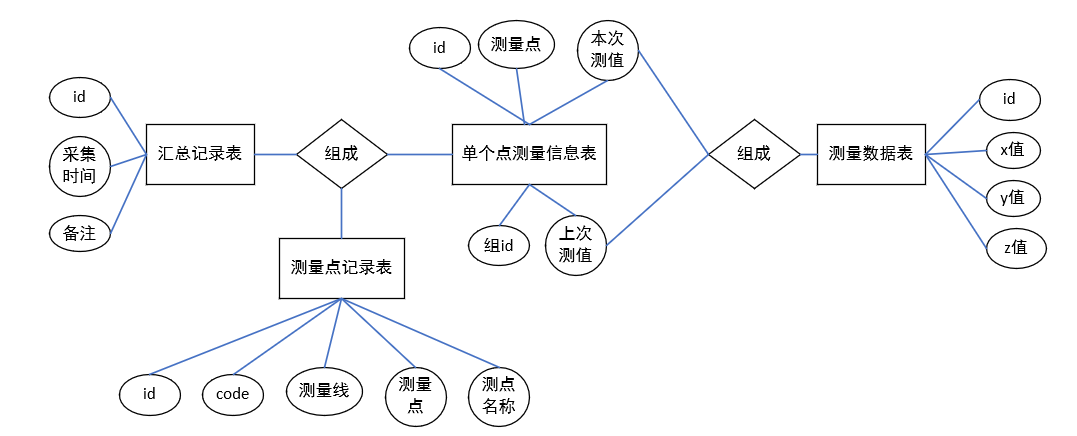 id
测量点
本次
测值
id
采集
时间
备注
汇总记录表
组成
单个点测量信息表
组成
测量数据表
id
x值
y值
z值
组id
上次
测值
测量点记录表
id
code
测量线
测量
点
测点
名称